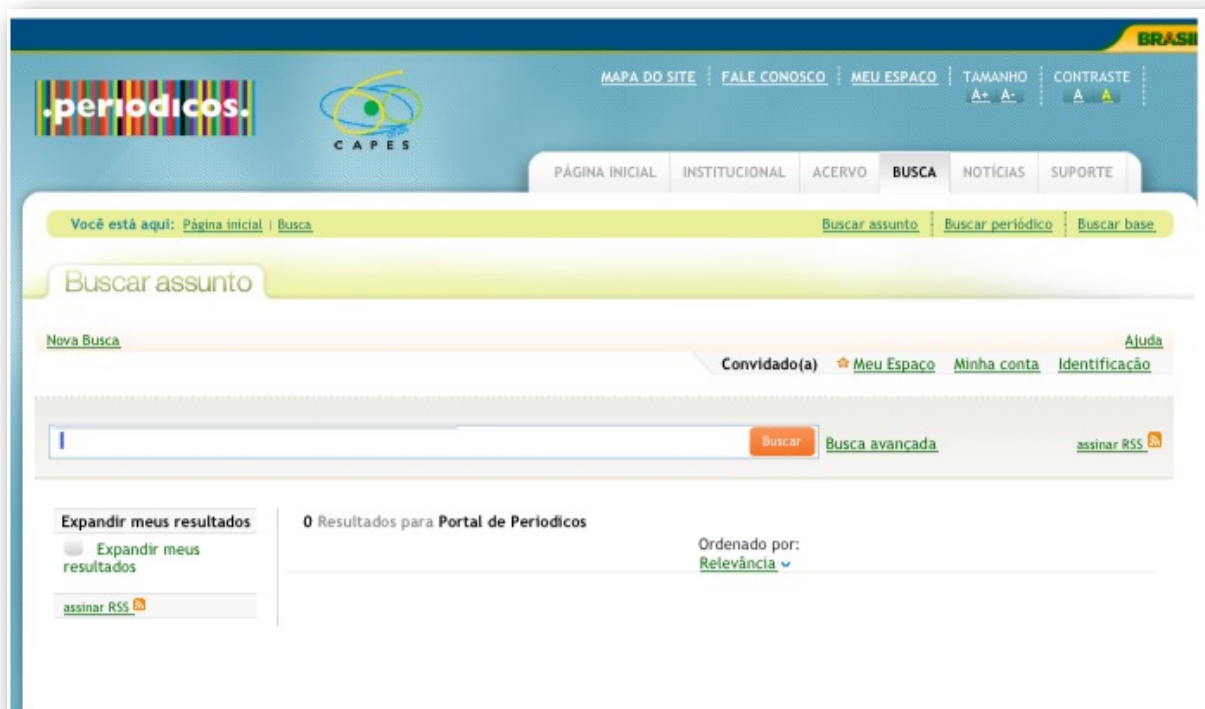 BRASIL
MAPA DO SITE FALE CONOSCO MEU ESPAÇO TAMANHO CONTRASTE
A+ A- A A
.periodicos.
CAPES
PÁGINA INICIAL INSTITUCIONAL ACERVO BUSCA NOTÍCIAS SUPORTE
Você está aqui: Página inicial | Busca Buscar assunto Buscar periódico Buscar base
Buscar assunto
Nova Busca Ajuda
Convidado(a) Meu Espaço Minha conta Identificação
Buscar Busca avançada assinar RSS
Expandir meus resultados
Expandir meus
resultados
assinar RSS
0 Resultados para Portal de Periodicos
Ordenado por:
Relevância